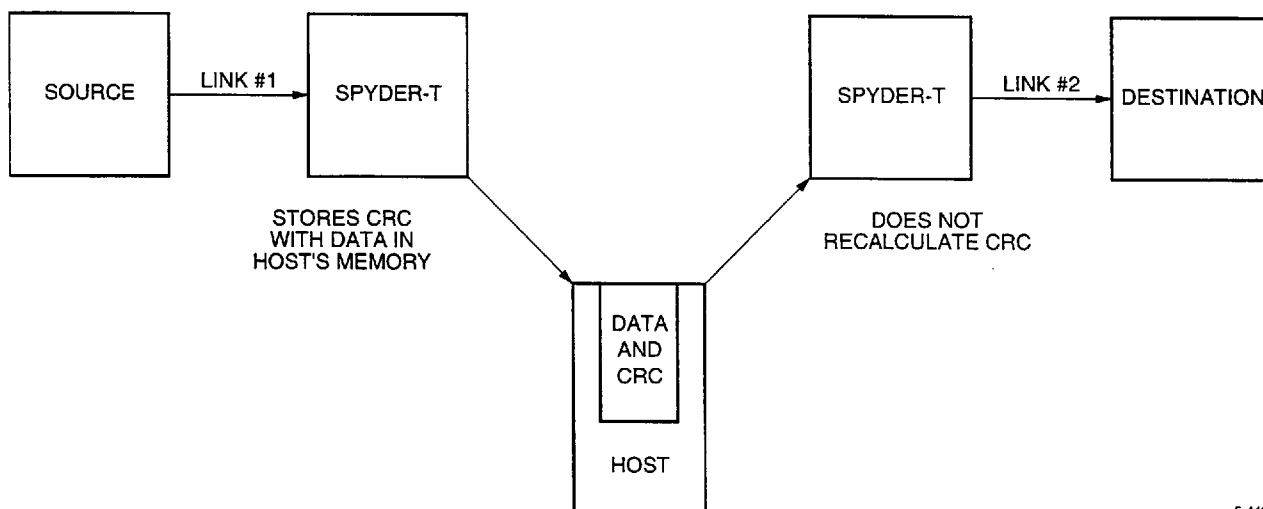 SOURCE
LINK #1
SPYDER-T
SPYDER-T
LINK #2
DESTINATION
STORES CRC
WITH DATA IN
HOST'S MEMORY
DOES NOT
RECALCULATE CRC
DATA
AND
CRC
HOST